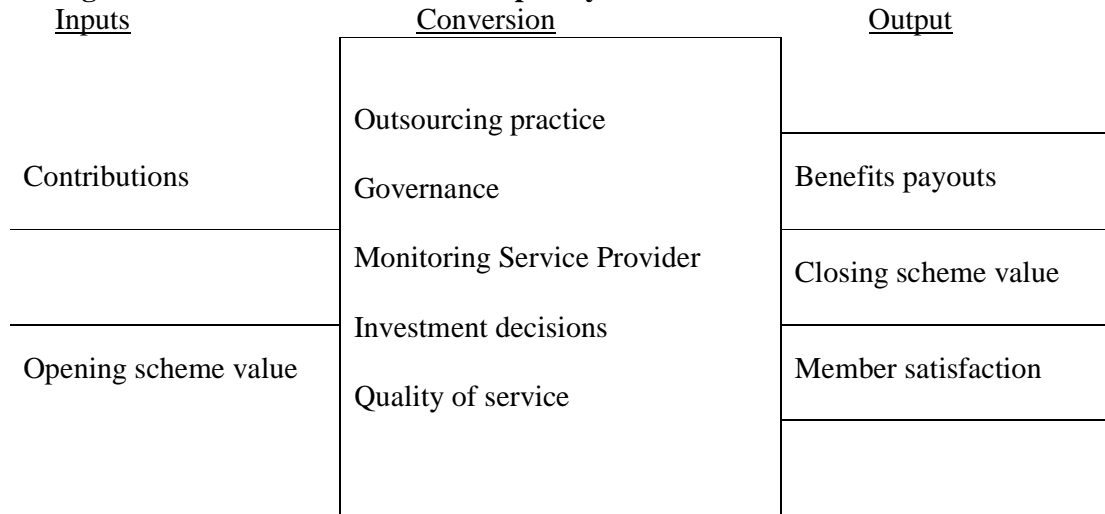 Inputs
Conversion
Output
Outsourcing practice
Contributions
Governance
Benefits payouts
Monitoring Service Provider
Closing scheme value
Investment decisions
Opening scheme value
Member satisfaction
Quality of service